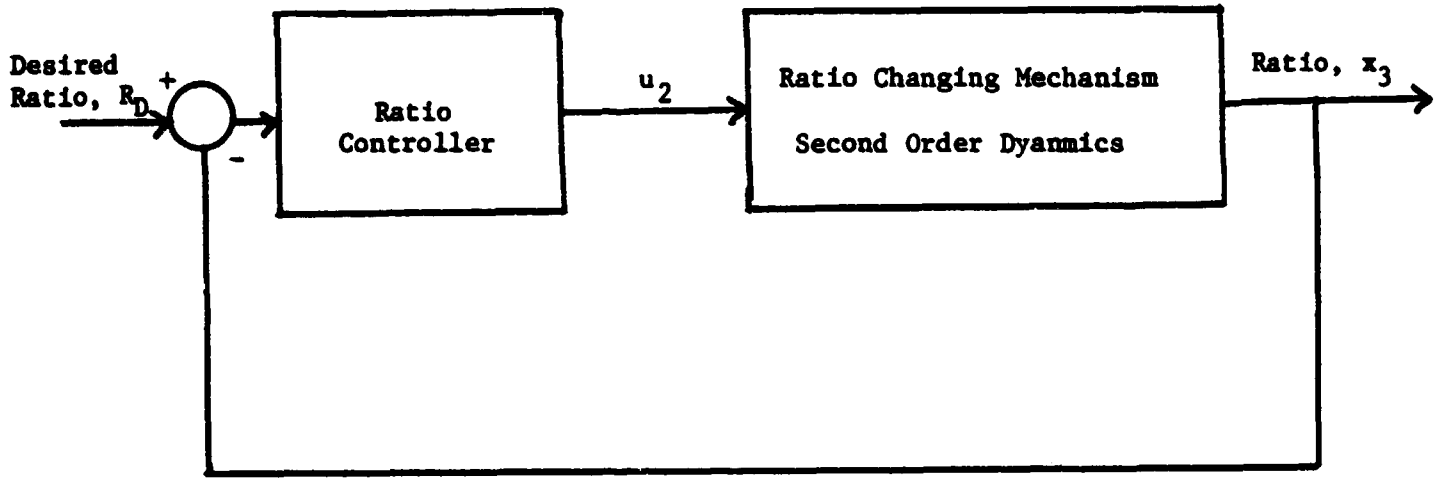 Desired
Ratio, R_D
+
-
Ratio
Controller
u_2
Ratio Changing Mechanism
Second Order Dyanmics
Ratio, x_3